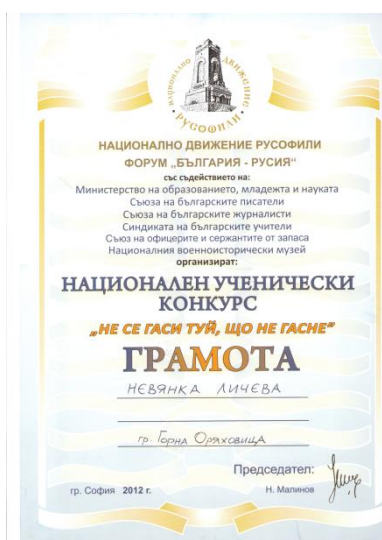 НАЦИОНАЛНО ДВИЖЕНИЕ
• РУСОФИЛИ •
НАЦИОНАЛНО ДВИЖЕНИЕ РУСОФИЛИ
ФОРУМ „БЪЛГАРИЯ - РУСИЯ“
със съдействието на:
Министерство на образованието, младежта и науката
Съюза на българските писатели
Съюза на българските журналисти
Синдиката на българските учители
Съюз на офицерите и сержантите от запаса
Националния военноисторически музей
организират:
НАЦИОНАЛЕН УЧЕНИЧЕСКИ
КОНКУРС
„НЕ СЕ ГАСИ ТУЙ, ЩО НЕ ГАСНЕ”
ГРАМОТА
НЕВЯНКА ЛИЧЕВА
гр. Горна Оряховица
Председател:
гр. София 2012 г.
Н. Малинов